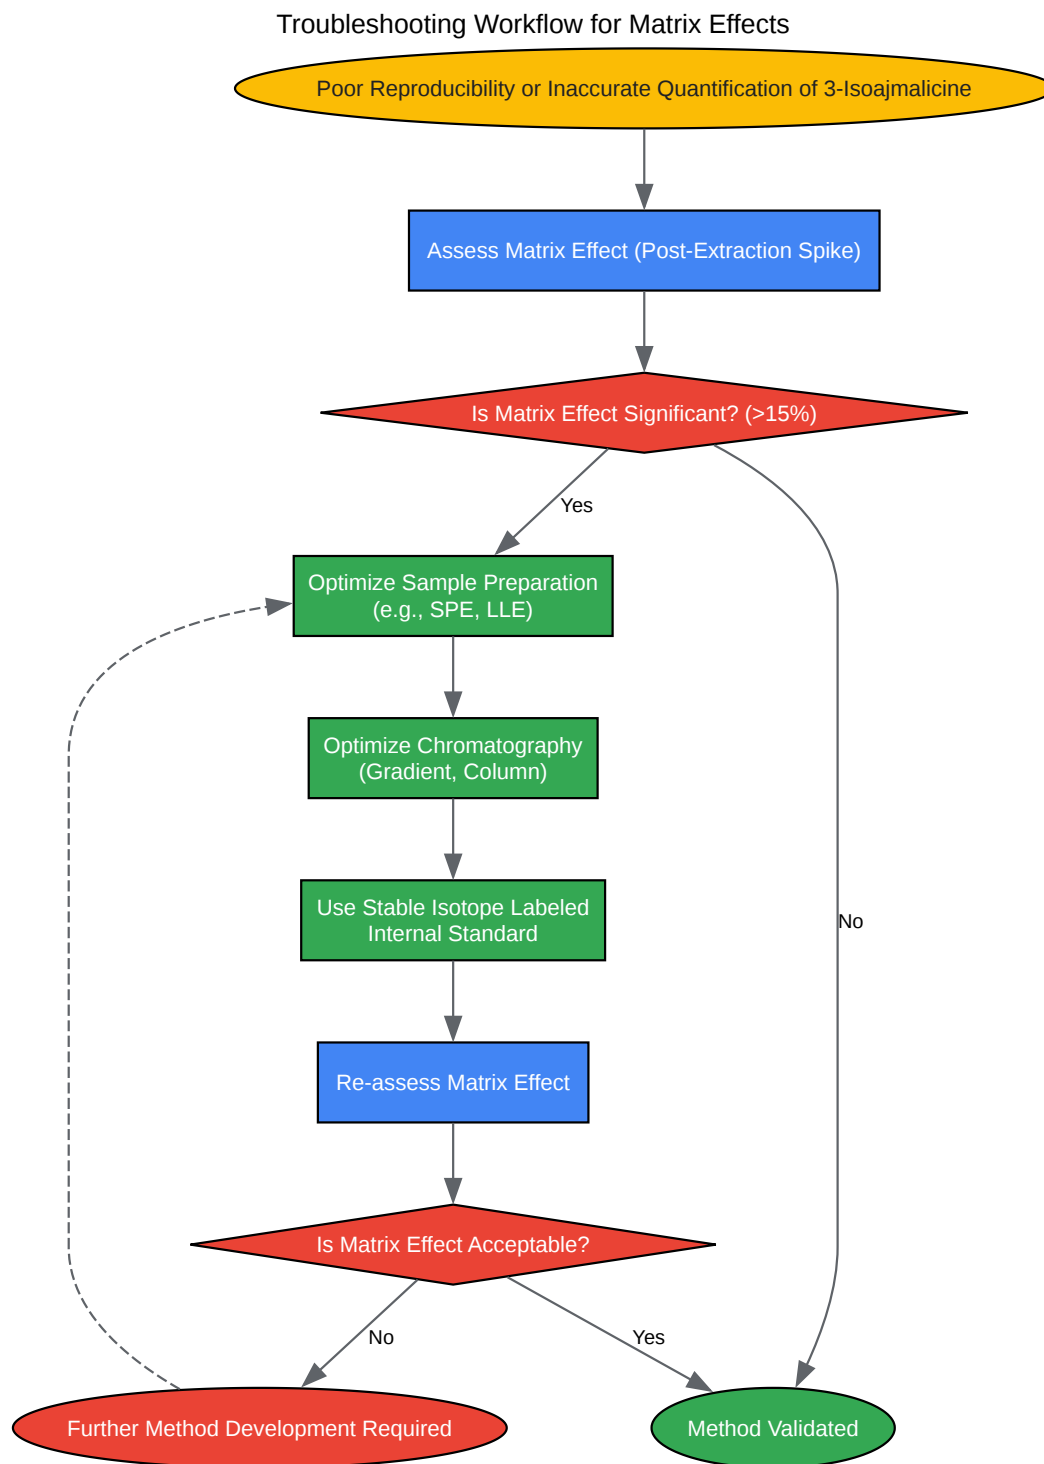 Troubleshooting Workflow for Matrix Effects
Poor Reproducibility or Inaccurate Quantification of 3-Isoajmalicine
Assess Matrix Effect (Post-Extraction Spike)
Is Matrix Effect Significant? (>15%)
Yes
Optimize Sample Preparation
(e.g., SPE, LLE)
Optimize Chromatography
(Gradient, Column)
Use Stable Isotope Labeled
Internal Standard
No
Re-assess Matrix Effect
Is Matrix Effect Acceptable?
No
Yes
Further Method Development Required
Method Validated